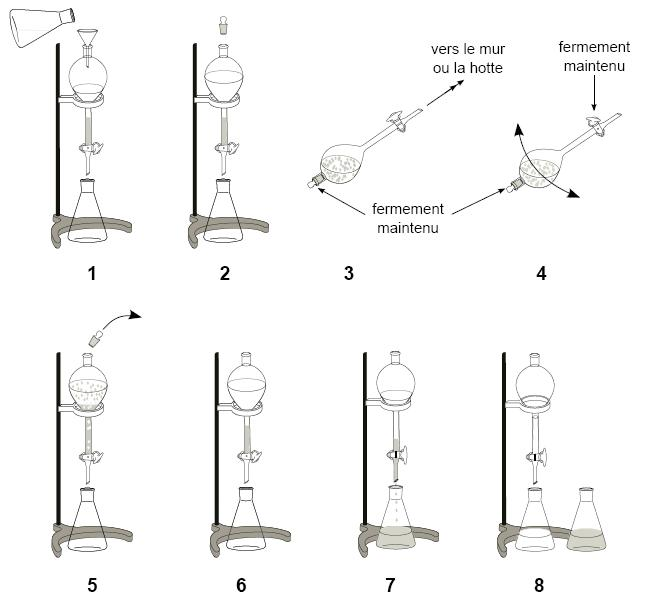 vers le mur
ou la hotte
fermement
maintenu
fermement
maintenu
1
2
3
4
5
6
7
8